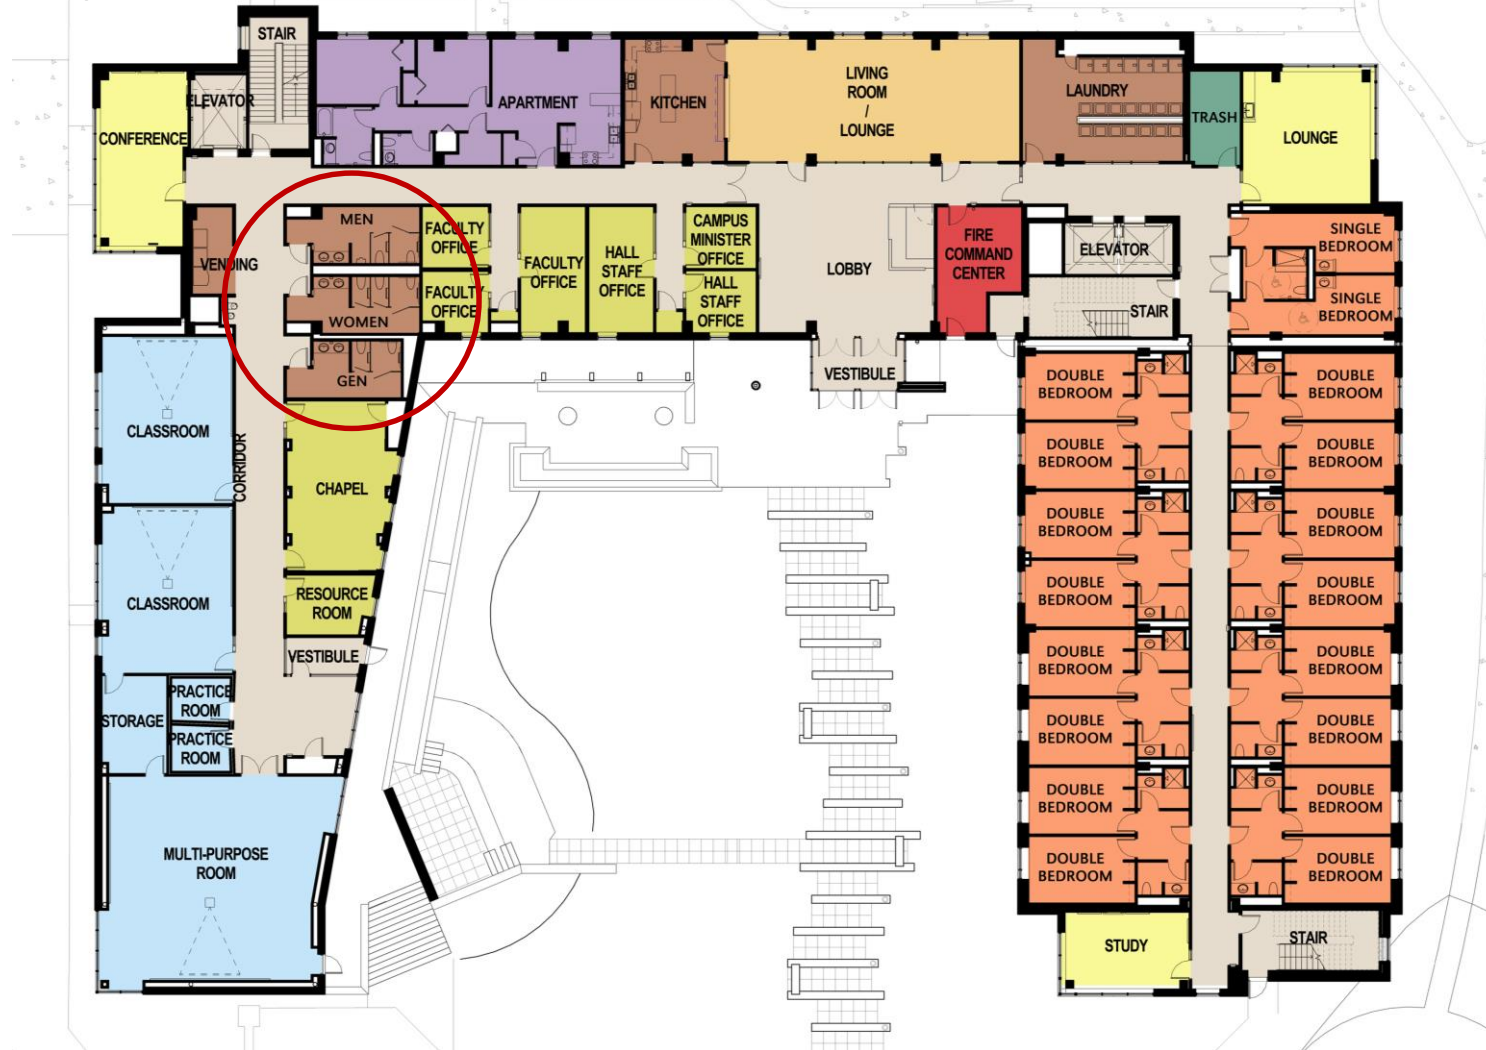 STAIR
ELEVATOR
CONFERENCE
APARTMENT
KITCHEN
LIVING
ROOM
/
LOUNGE
LAUNDRY
TRASH
LOUNGE
MEN
VENDING
WOMEN
GEN
FACULTY
OFFICE
FACULTY
OFFICE
FACULTY
OFFICE
HALL
STAFF
OFFICE
CAMPUS
MINISTER
OFFICE
HALL
STAFF
OFFICE
LOBBY
FIRE
COMMAND
CENTER
ELEVATOR
STAIR
SINGLE
BEDROOM
SINGLE
BEDROOM
VESTIBULE
CLASSROOM
CORRIDOR
CHAPEL
CLASSROOM
RESOURCE
ROOM
VESTIBULE
PRACTICE
ROOM
STORAGE
PRACTICE
ROOM
MULTI-PURPOSE
ROOM
DOUBLE
BEDROOM
DOUBLE
BEDROOM
DOUBLE
BEDROOM
DOUBLE
BEDROOM
DOUBLE
BEDROOM
DOUBLE
BEDROOM
DOUBLE
BEDROOM
DOUBLE
BEDROOM
DOUBLE
BEDROOM
DOUBLE
BEDROOM
DOUBLE
BEDROOM
DOUBLE
BEDROOM
DOUBLE
BEDROOM
DOUBLE
BEDROOM
DOUBLE
BEDROOM
DOUBLE
BEDROOM
STUDY
STAIR